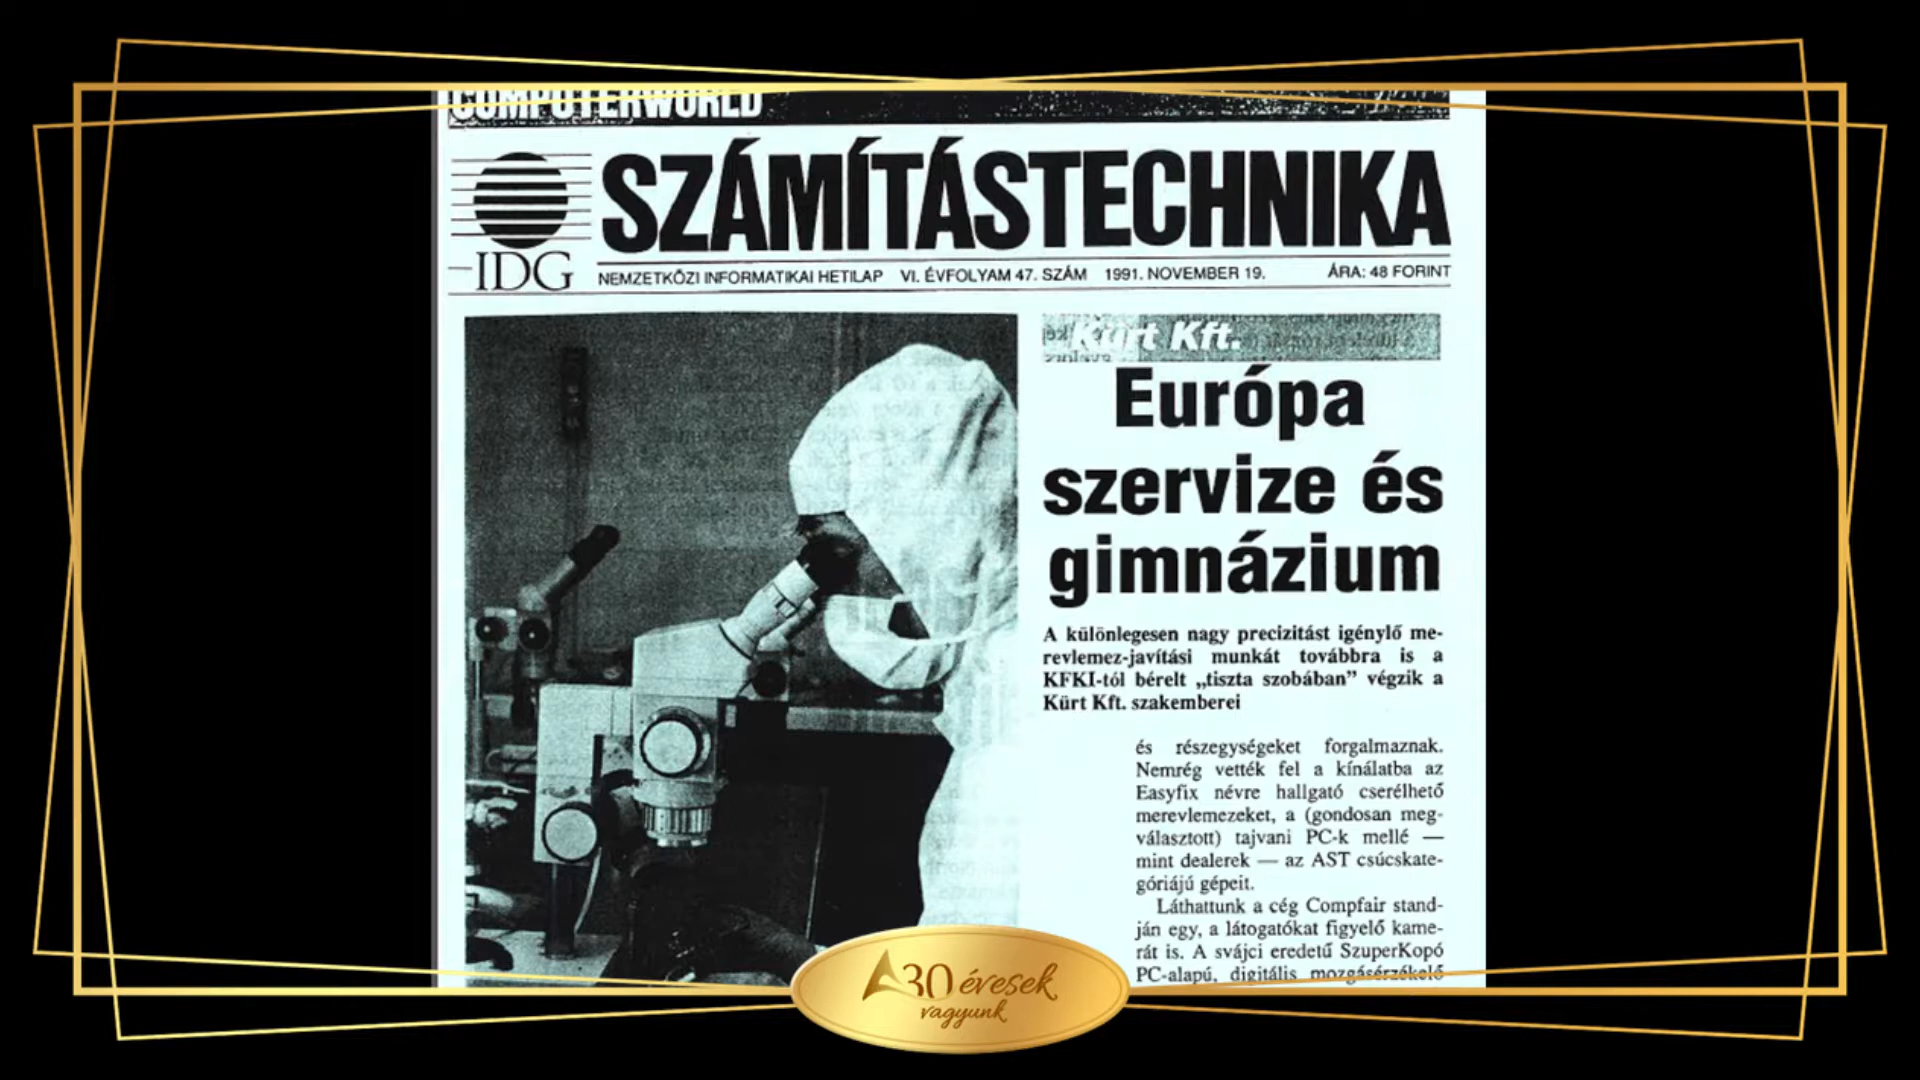 COMPUTERWORLD
SZÁMÍTÁSTECHNIKA
IDG
NEMZETKÖZI INFORMATIKAI HETILAP VI. ÉVFOLYAM 47. SZÁM 1991. NOVEMBER 19. ÁRA: 48 FORINT
Kürt Kft.
Európa
szervize és
gimnázium
A különlegesen nagy precizitást igénylő me-
revlemez-javítási munkát továbbra is a
KFKI-tól bérelt „tiszta szobában” végzik a
Kürt Kft. szakemberei
és részegységeket forgalmaznak.
Nemrég vették fel a kínálatba az
Easyfix névre hallgató cserélhető
merevlemezeket, a (gondosan meg-
választott) tajvani PC-k mellé —
mint dealerek — az AST csúcskate-
góriájú gépeit.
Láthattunk a cég Compfair stand-
ján egy, a látogatókat figyelő kame-
rát is. A svájci eredetű SzuperKopó
PC-alapú, digitális mozgásérzékelő
30 évesek
vagyunk